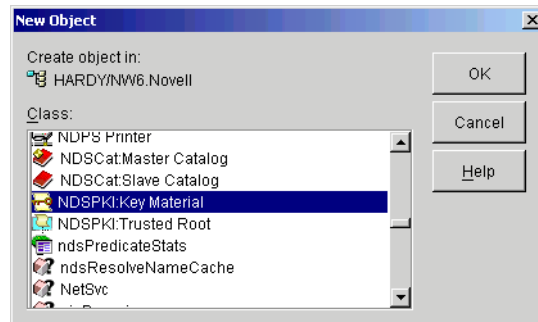 New Object
Create object in:
HARDY/NW6.Novell
Class:
NDPS Printer
NDSCat:Master Catalog
NDSCat:Slave Catalog
NDSPKI:Key Material
NDSPKI:Trusted Root
ndsPredicateStats
ndsResolveNameCache
NetSvc
OK
Cancel
Help